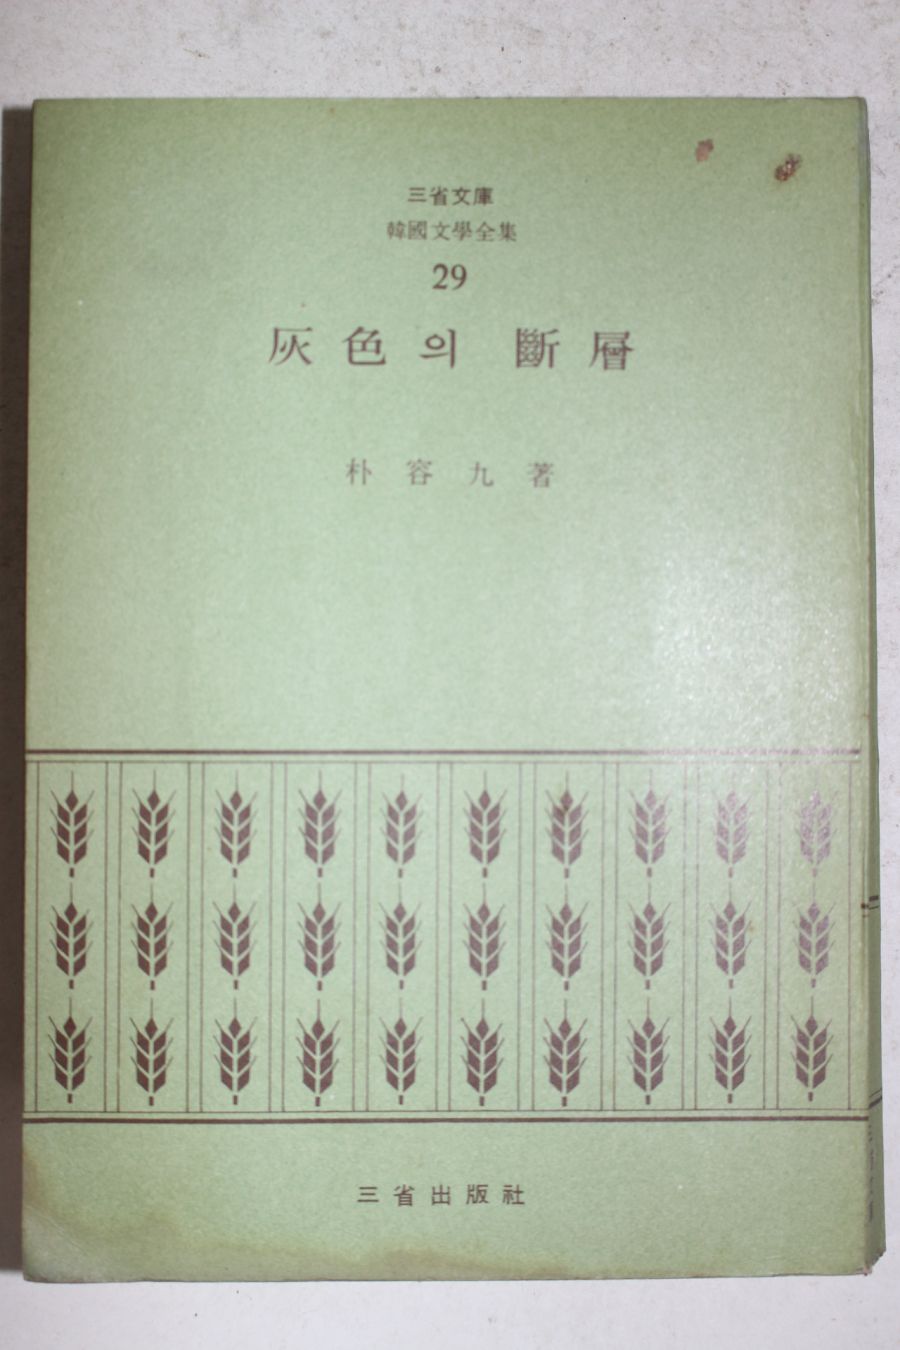 三省文庫
韓國文學全集
29
灰色의 斷層
朴容九 著
三省出版社